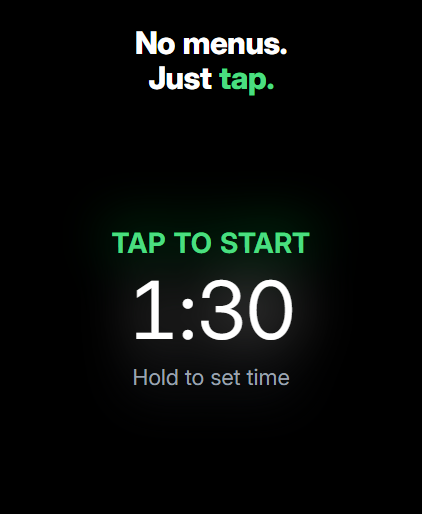 No menus.
Just tap.
TAP TO START
1:30
Hold to set time